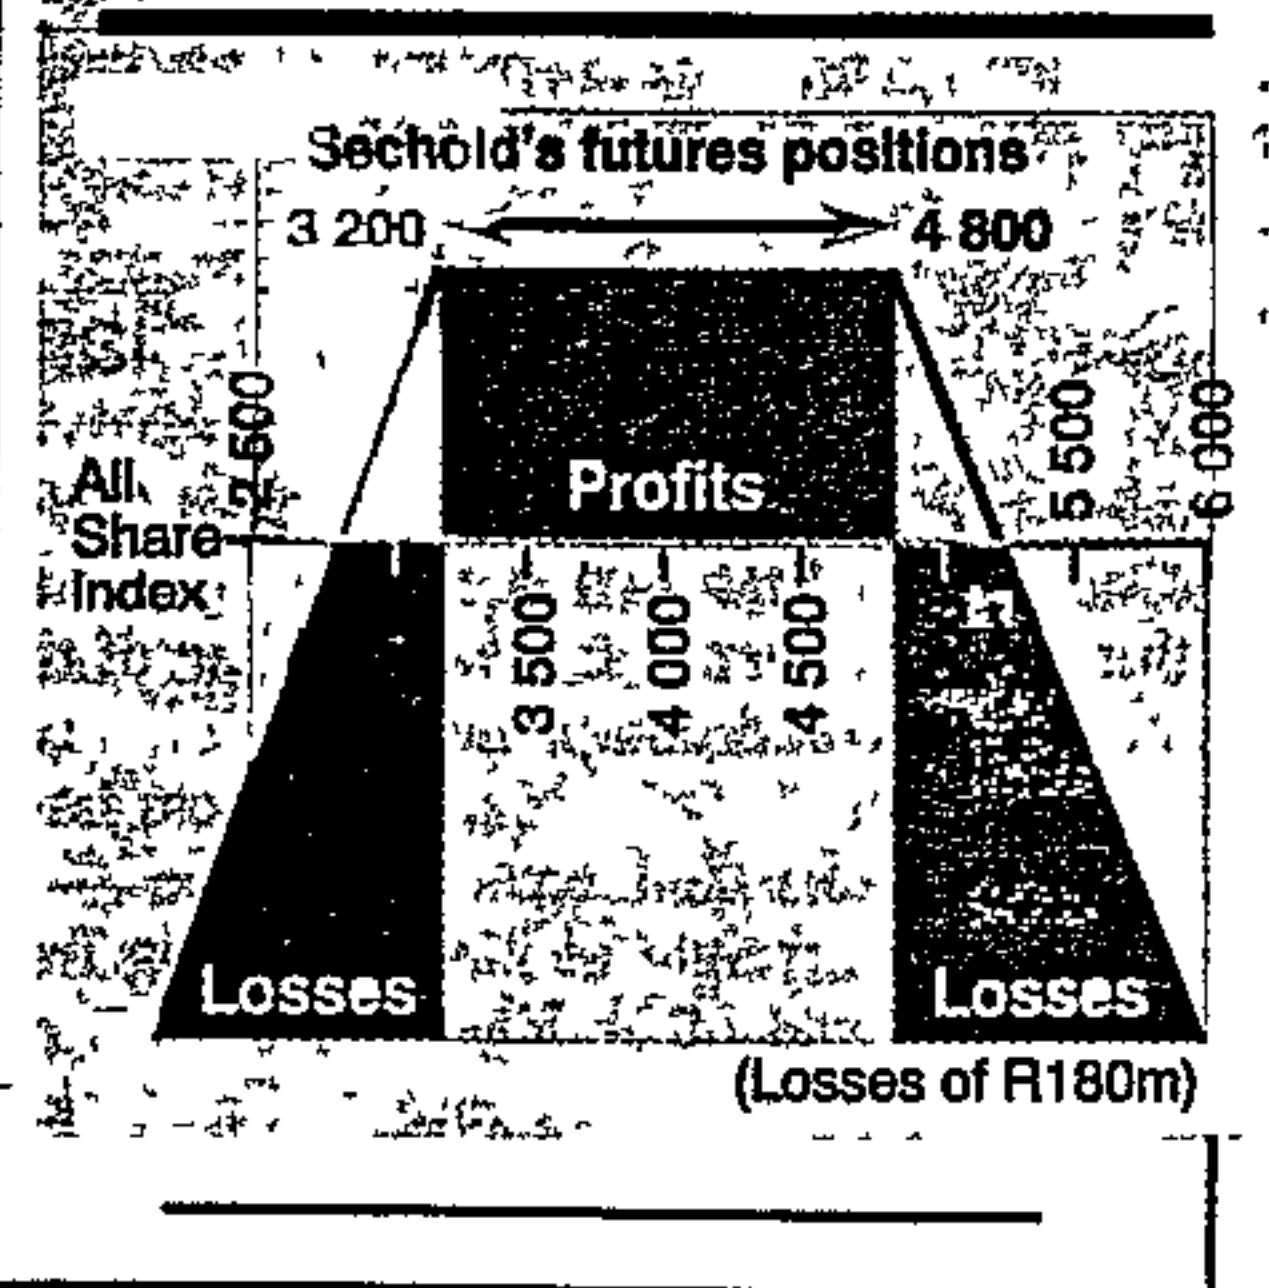 Sechold's futures positions
3 200
4 800
2 500
5 500
6 000
All
Share
Index
Profits
3 500
4 000
4 500
Losses
Losses
(Losses of R180m)